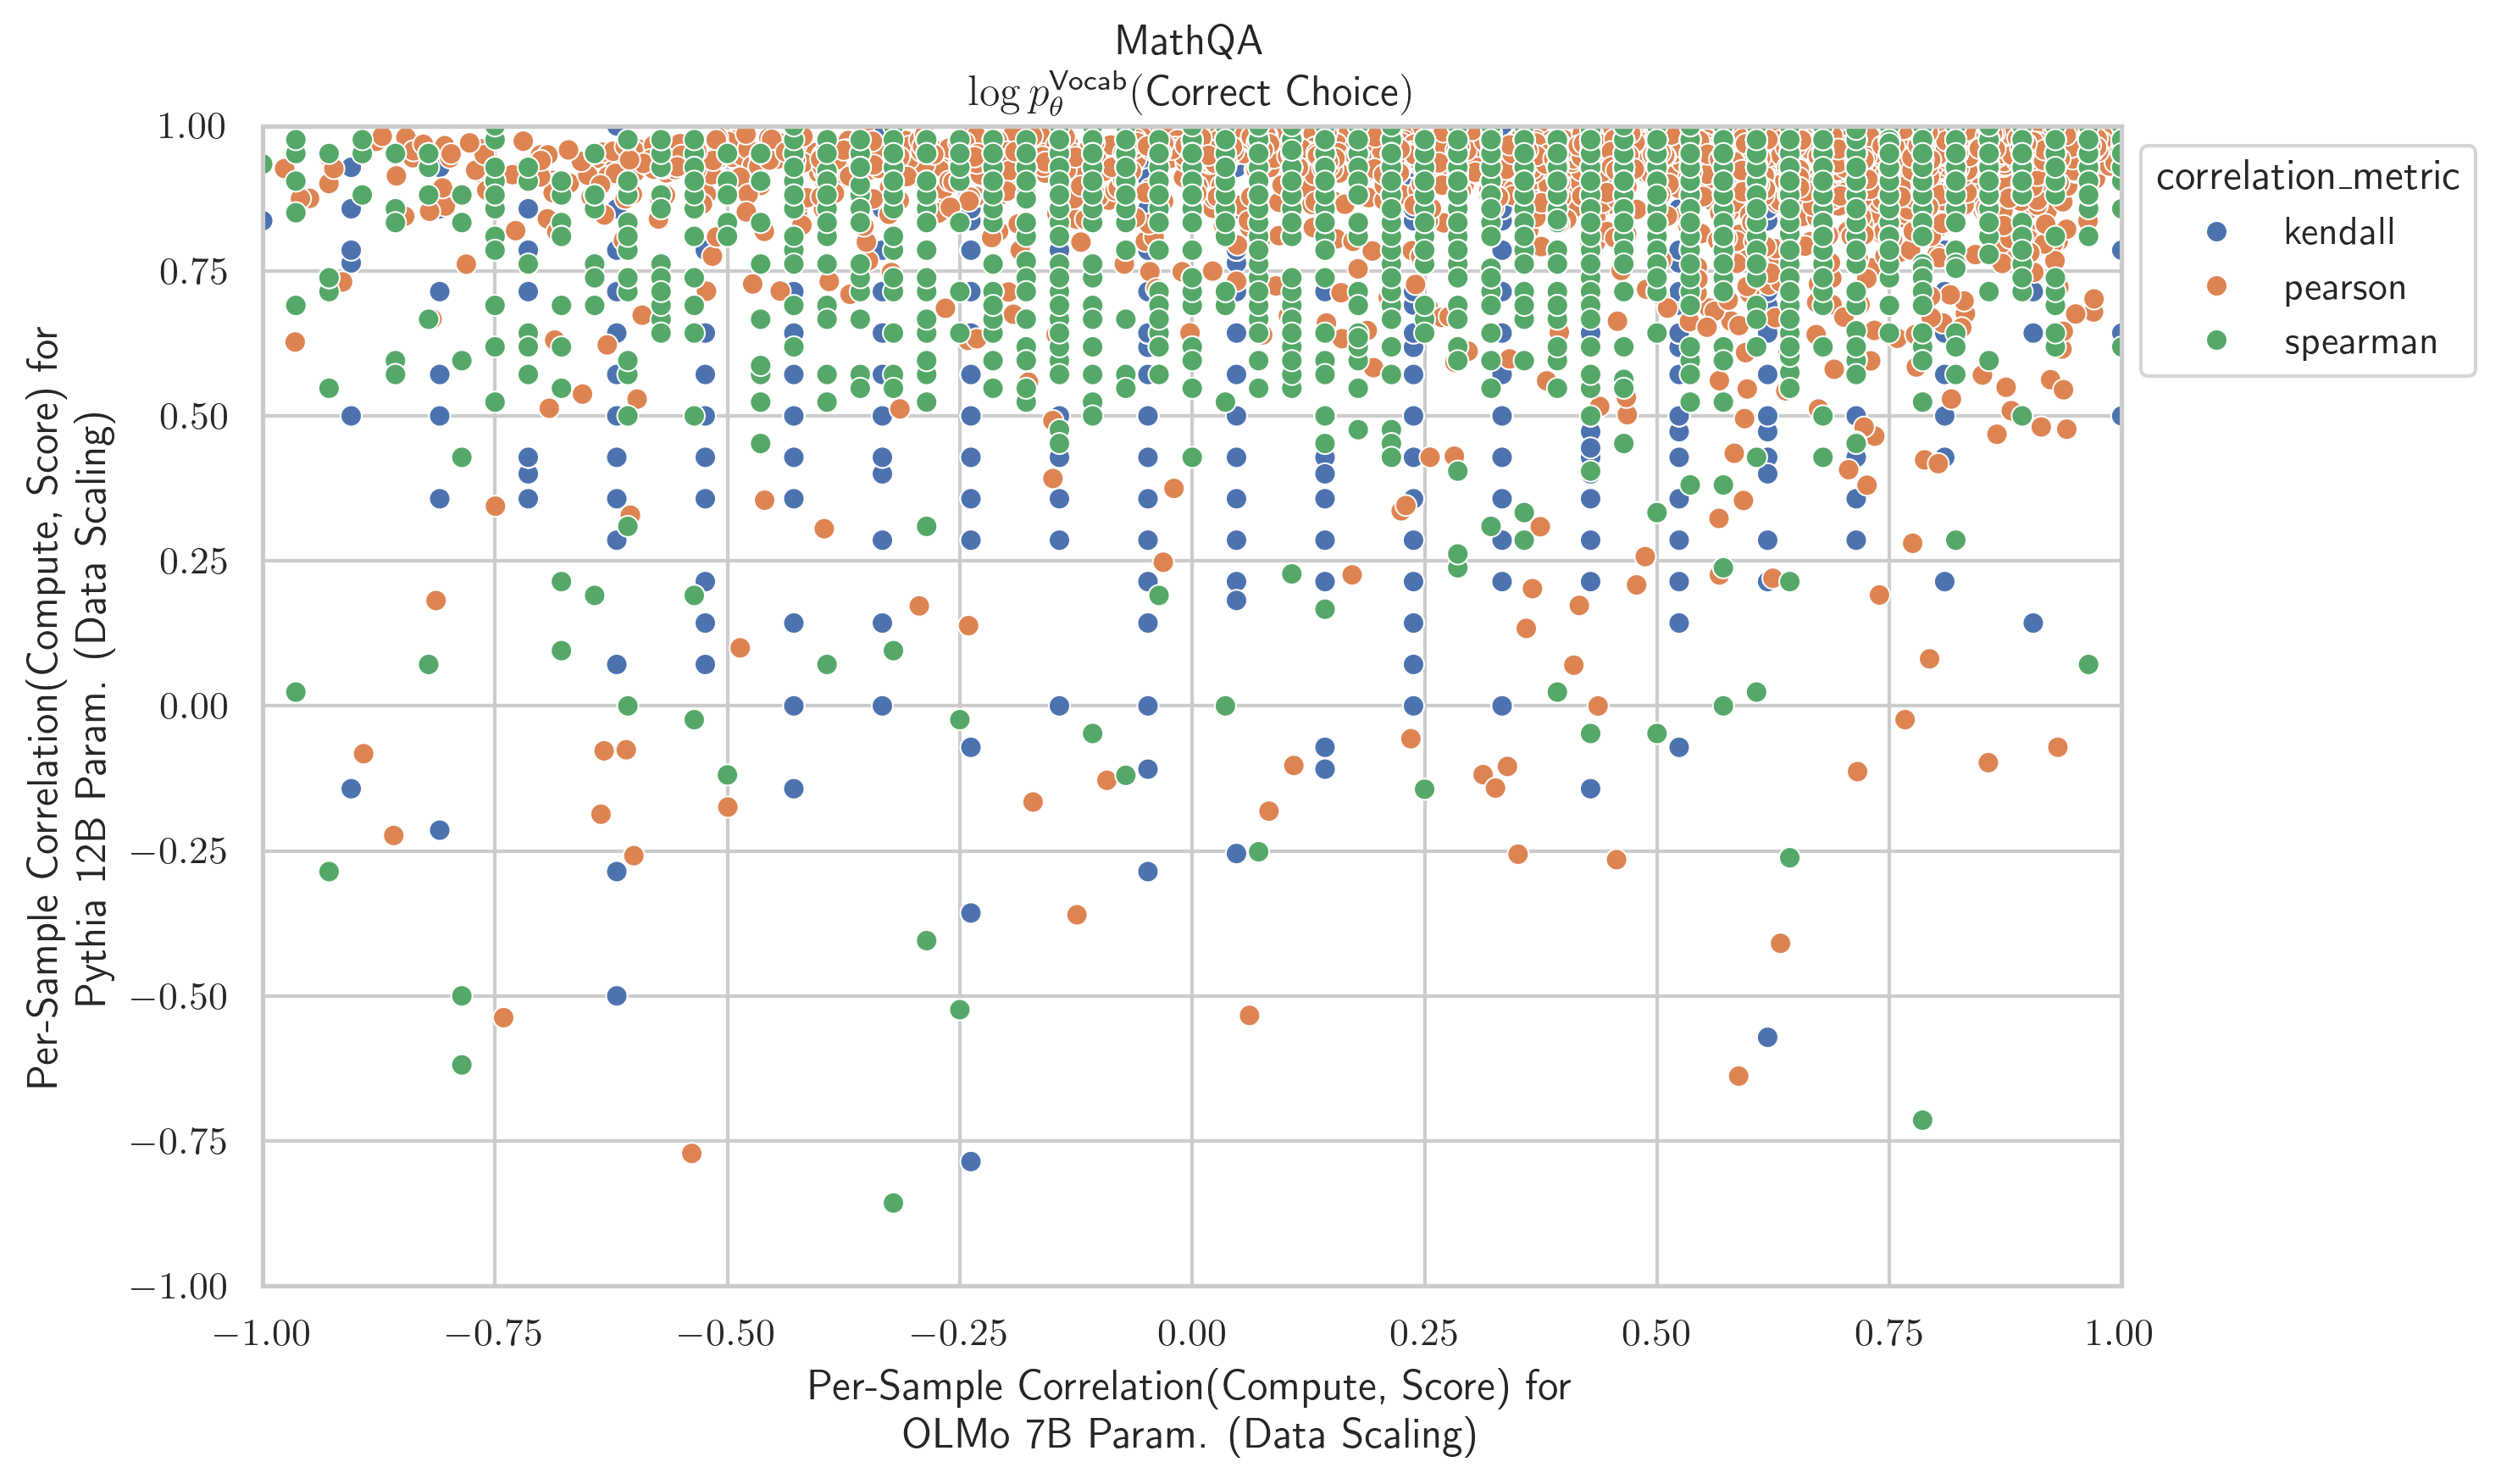 MathQA
log p_θ^Vocab(Correct Choice)
1.00
0.75
0.50
0.25
0.00
−0.25
−0.50
−0.75
−1.00
Per-Sample Correlation(Compute, Score) for
Pythia 12B Param. (Data Scaling)
correlation_metric
kendall
pearson
spearman
−1.00 −0.75 −0.50 −0.25 0.00 0.25 0.50 0.75 1.00
Per-Sample Correlation(Compute, Score) for
OLMo 7B Param. (Data Scaling)